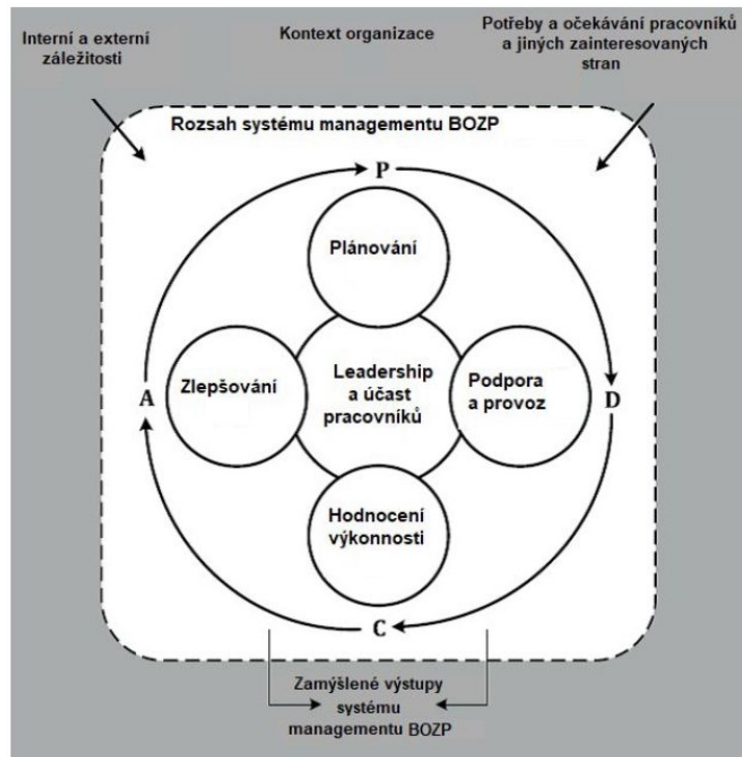 Interní a externí
záležitosti
Kontext organizace
Potřeby a očekávání pracovníků
a jiných zainteresovaných
stran
Rozsah systému managementu BOZP
P
Plánování
Zlepšování
Leadership
a účast
pracovníků
Podpora
a provoz
A
D
Hodnocení
výkonnosti
C
Zamýšlené výstupy
systému
managementu BOZP